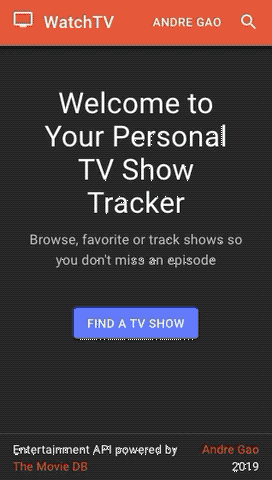 WatchTV ANDRE GAO
Welcome to
Your Personal
TV Show
Tracker
Browse, favorite or track shows so
you don't miss an episode
FIND A TV SHOW
Entertainment API powered by Andre Gao
The Movie DB 2019